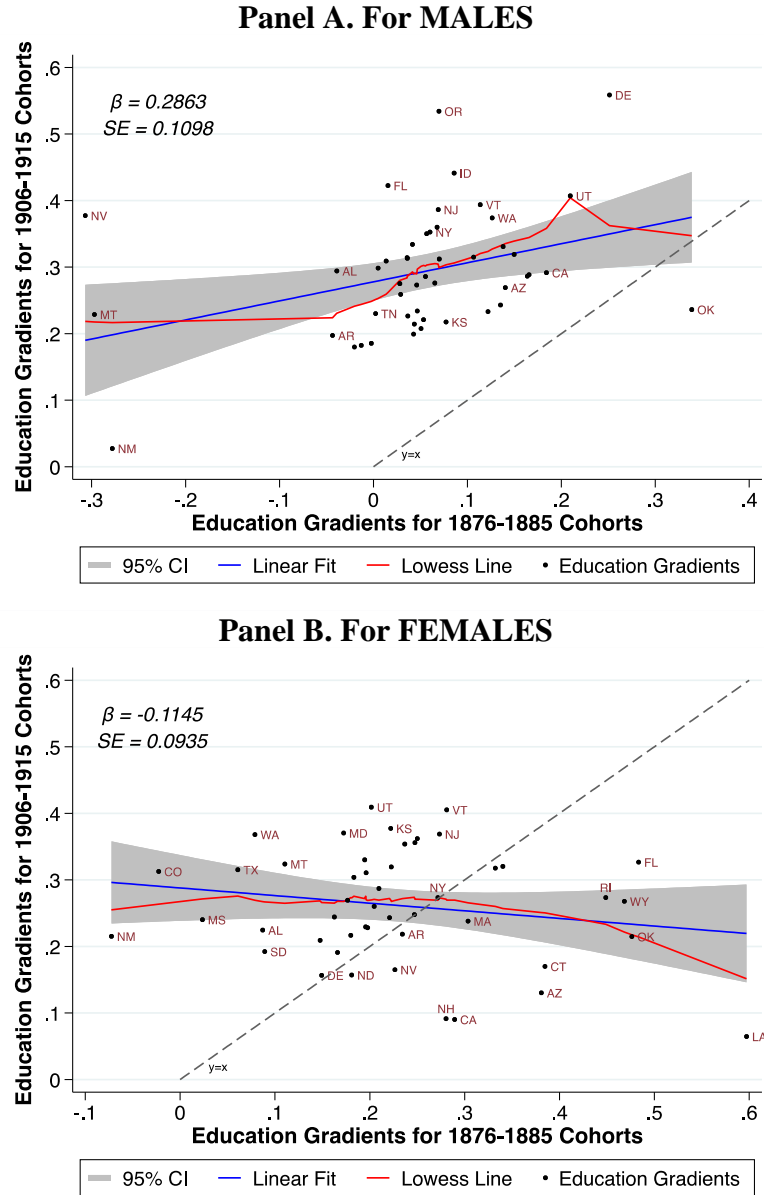 Panel A. For MALES
Education Gradients for 1906-1915 Cohorts
.6
.5
.4
.3
.2
.1
0
β = 0.2863
SE = 0.1098
DE
OR
ID
FL
UT
VT
NJ
NV
WA
NY
AL
CA
AZ
OK
MT
TN
KS
AR
NM
y=x
-.3 -.2 -.1 0 .1 .2 .3 .4
Education Gradients for 1876-1885 Cohorts
95% CI Linear Fit Lowess Line Education Gradients
Panel B. For FEMALES
Education Gradients for 1906-1915 Cohorts
.6
.5
.4
.3
.2
.1
0
β = -0.1145
SE = 0.0935
UT
VT
KS
WA
MD
NJ
FL
MT
TX
CO
NY
RI
WY
MS
MA
AL
AR
NM
OK
SD
CT
NV
DE
ND
AZ
NH
CA
LA
y=x
-.1 0 .1 .2 .3 .4 .5 .6
Education Gradients for 1876-1885 Cohorts
95% CI Linear Fit Lowess Line Education Gradients